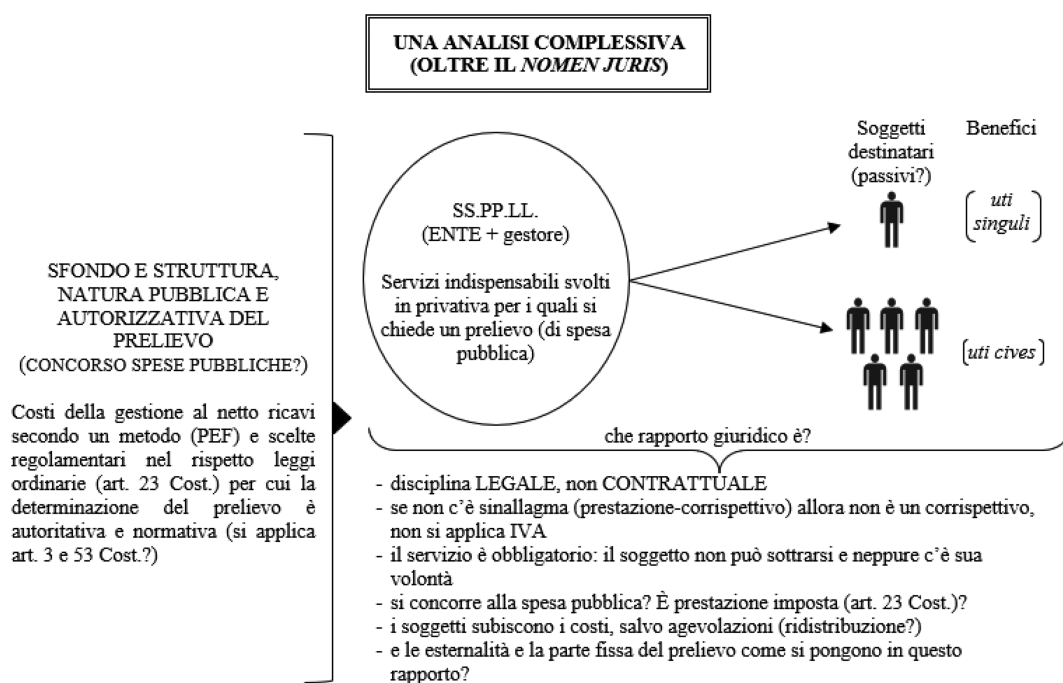 UNA ANALISI COMPLESSIVA
(OLTRE IL NOMEN JURIS)
SFONDO E STRUTTURA,
NATURA PUBBLICA E
AUTORIZZATIVA DEL
PRELIEVO
(CONCORSO SPESE PUBBLICHE?)
Costi della gestione al netto ricavi
secondo un metodo (PEF) e scelte
regolamentari nel rispetto leggi
ordinarie (art. 23 Cost.) per cui la
determinazione del prelievo è
autoritativa e normativa (si applica
art. 3 e 53 Cost.?)
SS.PP.LL.
(ENTE + gestore)
Servizi indispensabili svolti
in privativa per i quali si
chiede un prelievo (di spesa
pubblica)
Soggetti
destinatari
(passivi?)
Benefici
uti
singuli
uti cives
che rapporto giuridico è?
- disciplina LEGALE, non CONTRATTUALE
- se non c'è sinallagma (prestazione-corrispettivo) allora non è un corrispettivo,
non si applica IVA
- il servizio è obbligatorio: il soggetto non può sottrarsi e neppure c'è sua
volontà
- si concorre alla spesa pubblica? È prestazione imposta (art. 23 Cost.)?
- i soggetti subiscono i costi, salvo agevolazioni (ridistribuzione?)
- e le esternalità e la parte fissa del prelievo come si pongono in questo
rapporto?